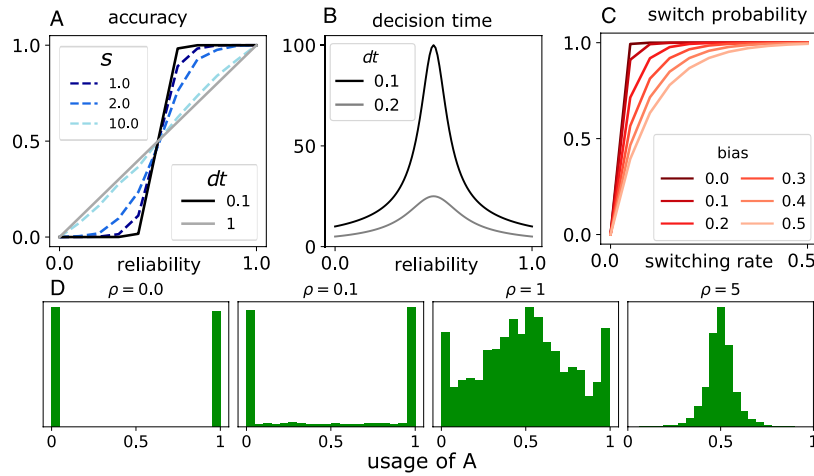 A accuracy
1.0
0.5
0.0
s
1.0
2.0
10.0
dt
0.1
1
0.0 reliability 1.0
B decision time
100
50
0
dt
0.1
0.2
0.0 reliability 1.0
C switch probability
1.0
0.5
0.0
bias
0.0 0.3
0.1 0.4
0.2 0.5
0.0 switching rate 0.5
D ρ = 0.0 ρ = 0.1 ρ = 1 ρ = 5
0 0.5 1 0 0.5 1 0 0.5 1 0 0.5 1
usage of A